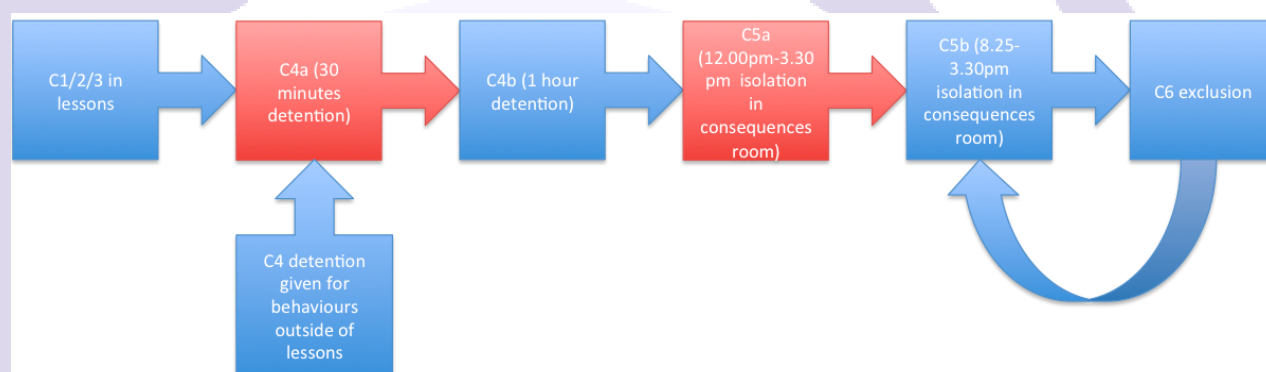 C1/2/3 in
lessons
C4a (30
minutes
detention)
C4b (1 hour
detention)
C5a
(12.00pm-3.30
pm  isolation
in
consequences
room)
C5b (8.25-
3.30pm
isolation in
consequences
room)
C6 exclusion
C4 detention
given for
behaviours
outside of
lessons